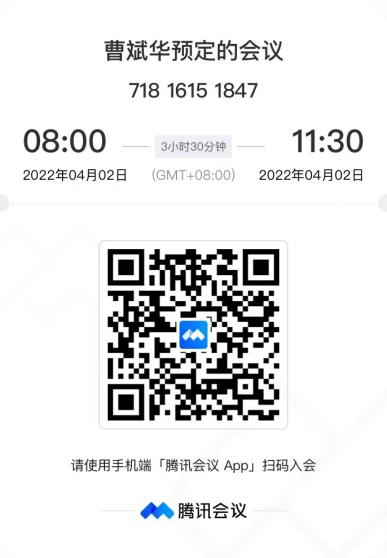 曹斌华预定的会议
718 1615 1847
08:00 3小时30分钟 11:30
2022年04月02日 (GMT+08:00) 2022年04月02日
请使用手机端「腾讯会议 App」扫码入会
腾讯会议